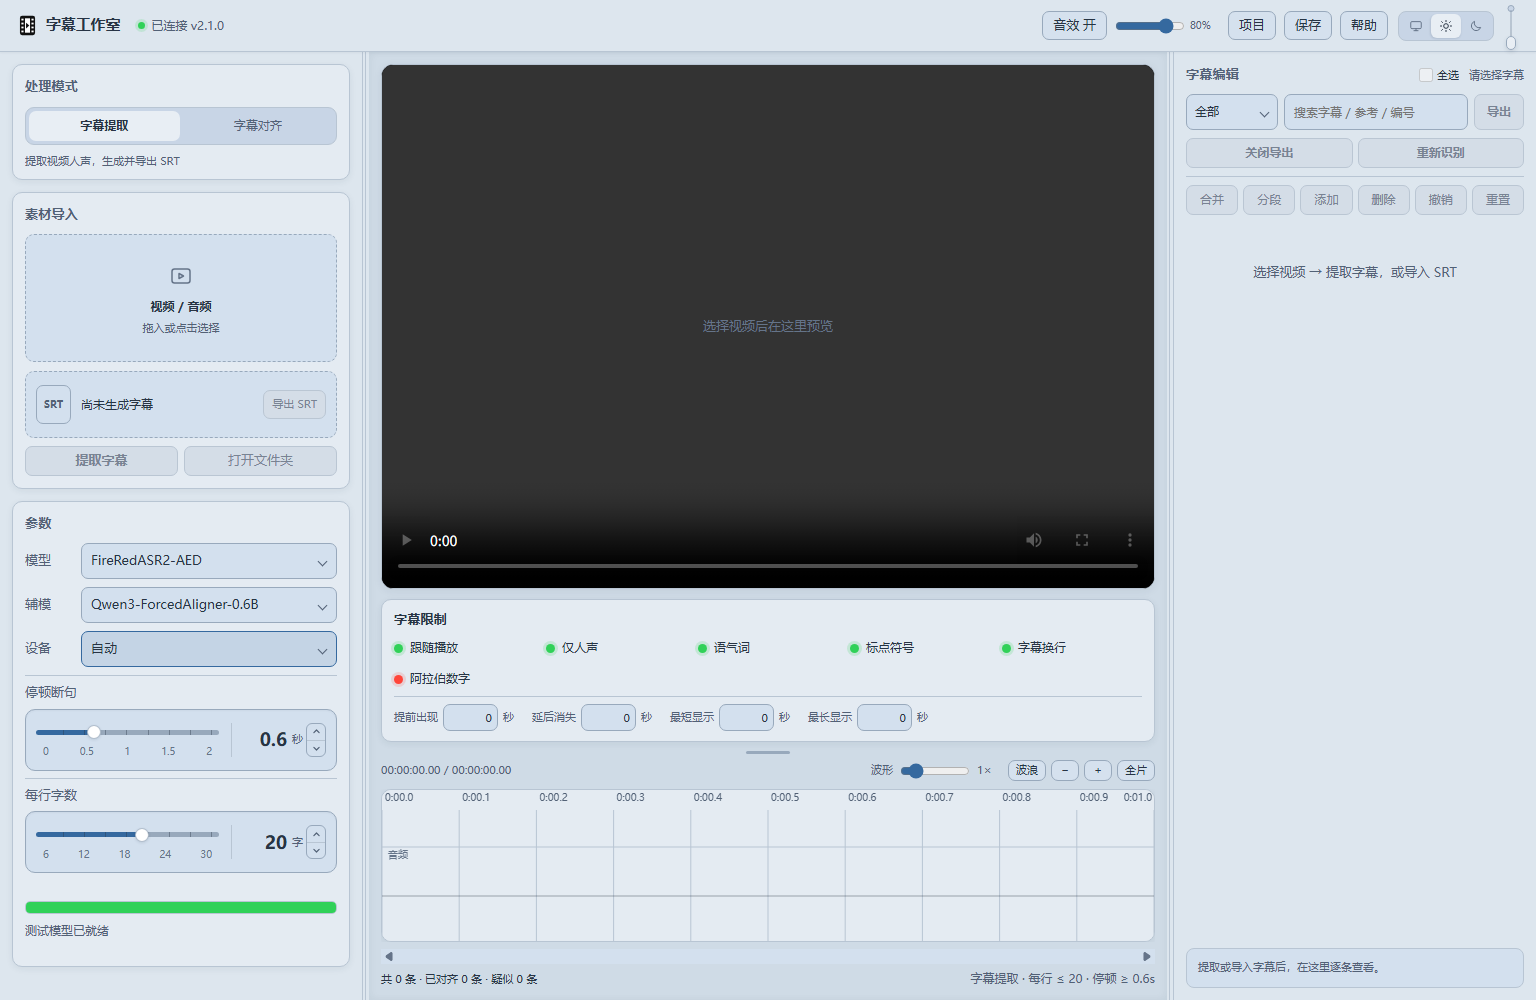 字幕工作室 已连接 v2.1.0 音效 开 80% 项目 保存 帮助
处理模式
字幕提取 字幕对齐
提取视频人声，生成并导出 SRT
素材导入
视频 / 音频
拖入或点击选择
SRT 尚未生成字幕 导出 SRT
提取字幕 打开文件夹
参数
模型 FireRedASR2-AED
辅模 Qwen3-ForcedAligner-0.6B
设备 自动
停顿断句
0.6 秒
0 0.5 1 1.5 2
每行字数
20 字
6 12 18 24 30
测试模型已就绪
选择视频后在这里预览
0:00
字幕限制
跟随播放 仅人声 语气词 标点符号 字幕换行
阿拉伯数字
提前出现 0 秒 延后消失 0 秒 最短显示 0 秒 最长显示 0 秒
00:00:00.00 / 00:00:00.00 波形 1× 波浪 − + 全片
0:00.0 0:00.1 0:00.2 0:00.3 0:00.4 0:00.5 0:00.6 0:00.7 0:00.8 0:00.9 0:01.0
音频
共 0 条 · 已对齐 0 条 · 疑似 0 条 字幕提取 · 每行 ≤ 20 · 停顿 ≥ 0.6s
字幕编辑 全选 请选择字幕
全部 搜索字幕 / 参考 / 编号 导出
关闭导出 重新识别
合并 分段 添加 删除 撤销 重置
选择视频 → 提取字幕，或导入 SRT
提取或导入字幕后，在这里逐条查看。